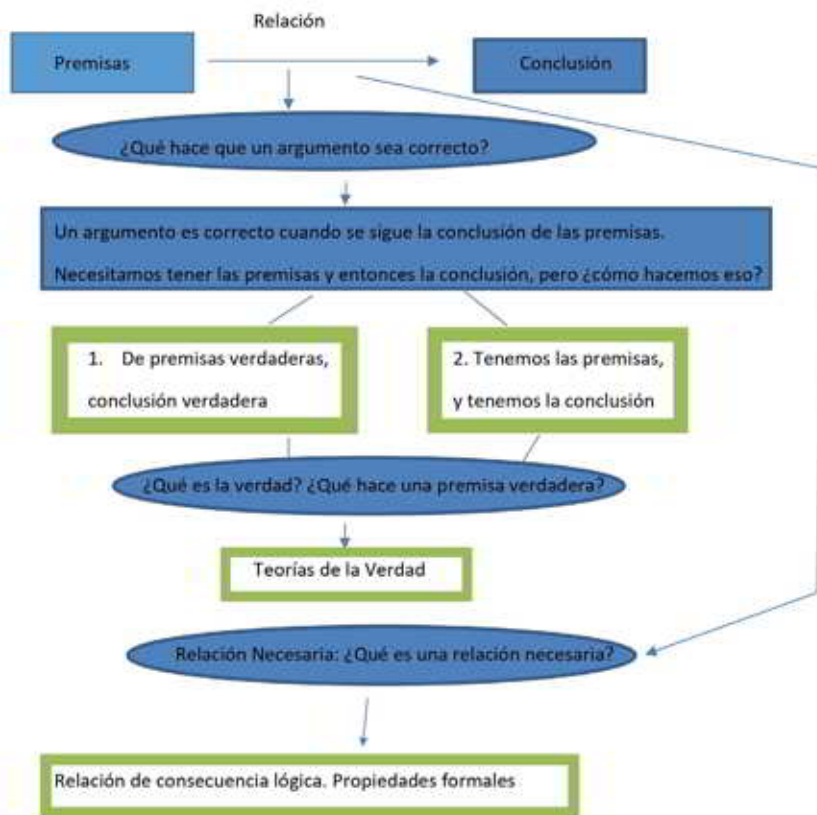 Relación
Premisas
Conclusión
¿Qué hace que un argumento sea correcto?
Un argumento es correcto cuando se sigue la conclusión de las premisas.
Necesitamos tener las premisas y entonces la conclusión, pero ¿cómo hacemos eso?
1. De premisas verdaderas,
conclusión verdadera
2. Tenemos las premisas,
y tenemos la conclusión
¿Qué es la verdad? ¿Qué hace una premisa verdadera?
Teorías de la Verdad
Relación Necesaria: ¿Qué es una relación necesaria?
Relación de consecuencia lógica. Propiedades formales